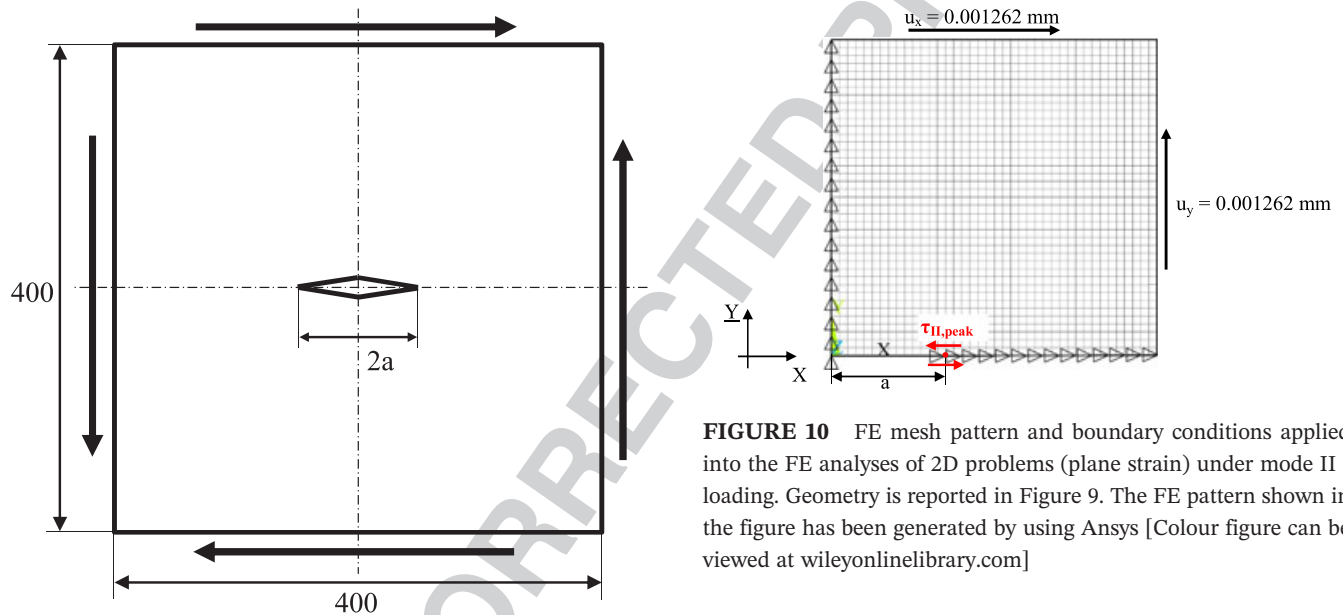 400
2a
400
uₓ = 0.001262 mm
u_y = 0.001262 mm
τ_II,peak
Y
X
Y
X
a
FIGURE 10 FE mesh pattern and boundary conditions applied
into the FE analyses of 2D problems (plane strain) under mode II
loading. Geometry is reported in Figure 9. The FE pattern shown in
the figure has been generated by using Ansys [Colour figure can be
viewed at wileyonlinelibrary.com]